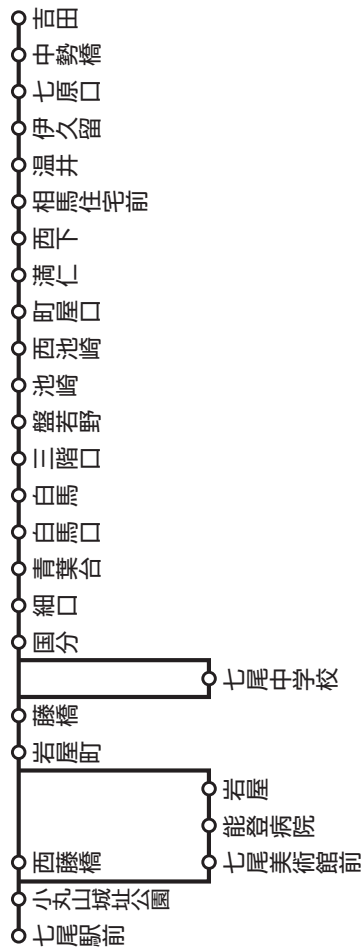 吉田
中勢橋
七原口
伊久留
温井
相馬住宅前
西下
満仁
町屋口
西池崎
池崎
盤若野
三階口
白馬
白馬口
青葉台
細口
国分
七尾中学校
藤橋
岩屋町
岩屋
能登病院
西藤橋
七尾美術館前
小丸山城址公園
七尾駅前